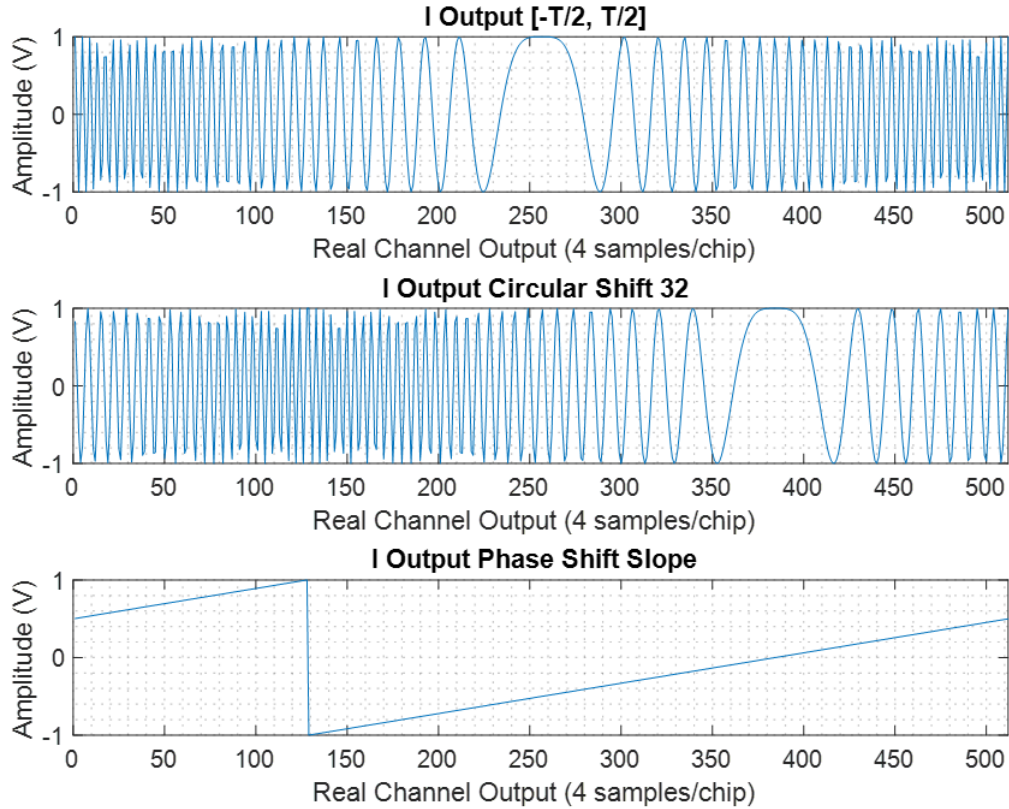 I Output [-T/2, T/2]
Amplitude (V)
1
0
-1
0 50 100 150 200 250 300 350 400 450 500
Real Channel Output (4 samples/chip)
I Output Circular Shift 32
Amplitude (V)
1
0
-1
0 50 100 150 200 250 300 350 400 450 500
Real Channel Output (4 samples/chip)
I Output Phase Shift Slope
Amplitude (V)
1
0
-1
0 50 100 150 200 250 300 350 400 450 500
Real Channel Output (4 samples/chip)